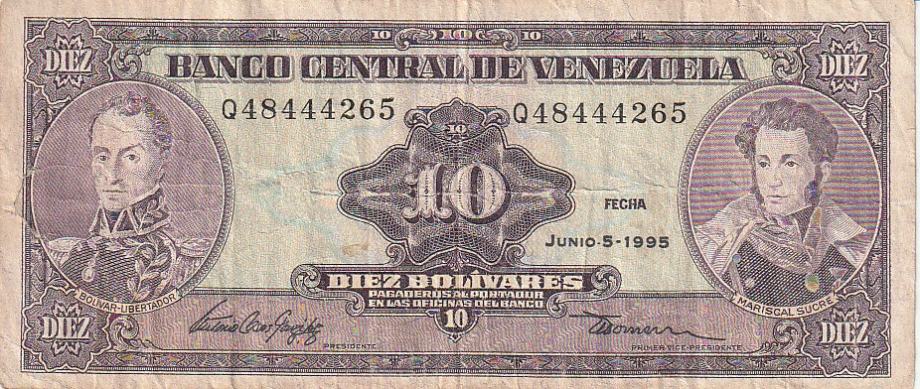 10 10 10
DIEZ DIEZ
BANCO CENTRAL DE VENEZUELA
Q48444265 Q48444265
10
10
FECHA
JUNIO-5-1995
DIEZ BOLÍVARES
PAGADEROS AL PORTADOR
EN LAS OFICINAS DEL BANCO
BOLIVAR-LIBERTADOR MARISCAL SUCRE
DIEZ 10 DIEZ
PRESIDENTE PRIMER VICE-PRESIDENTE